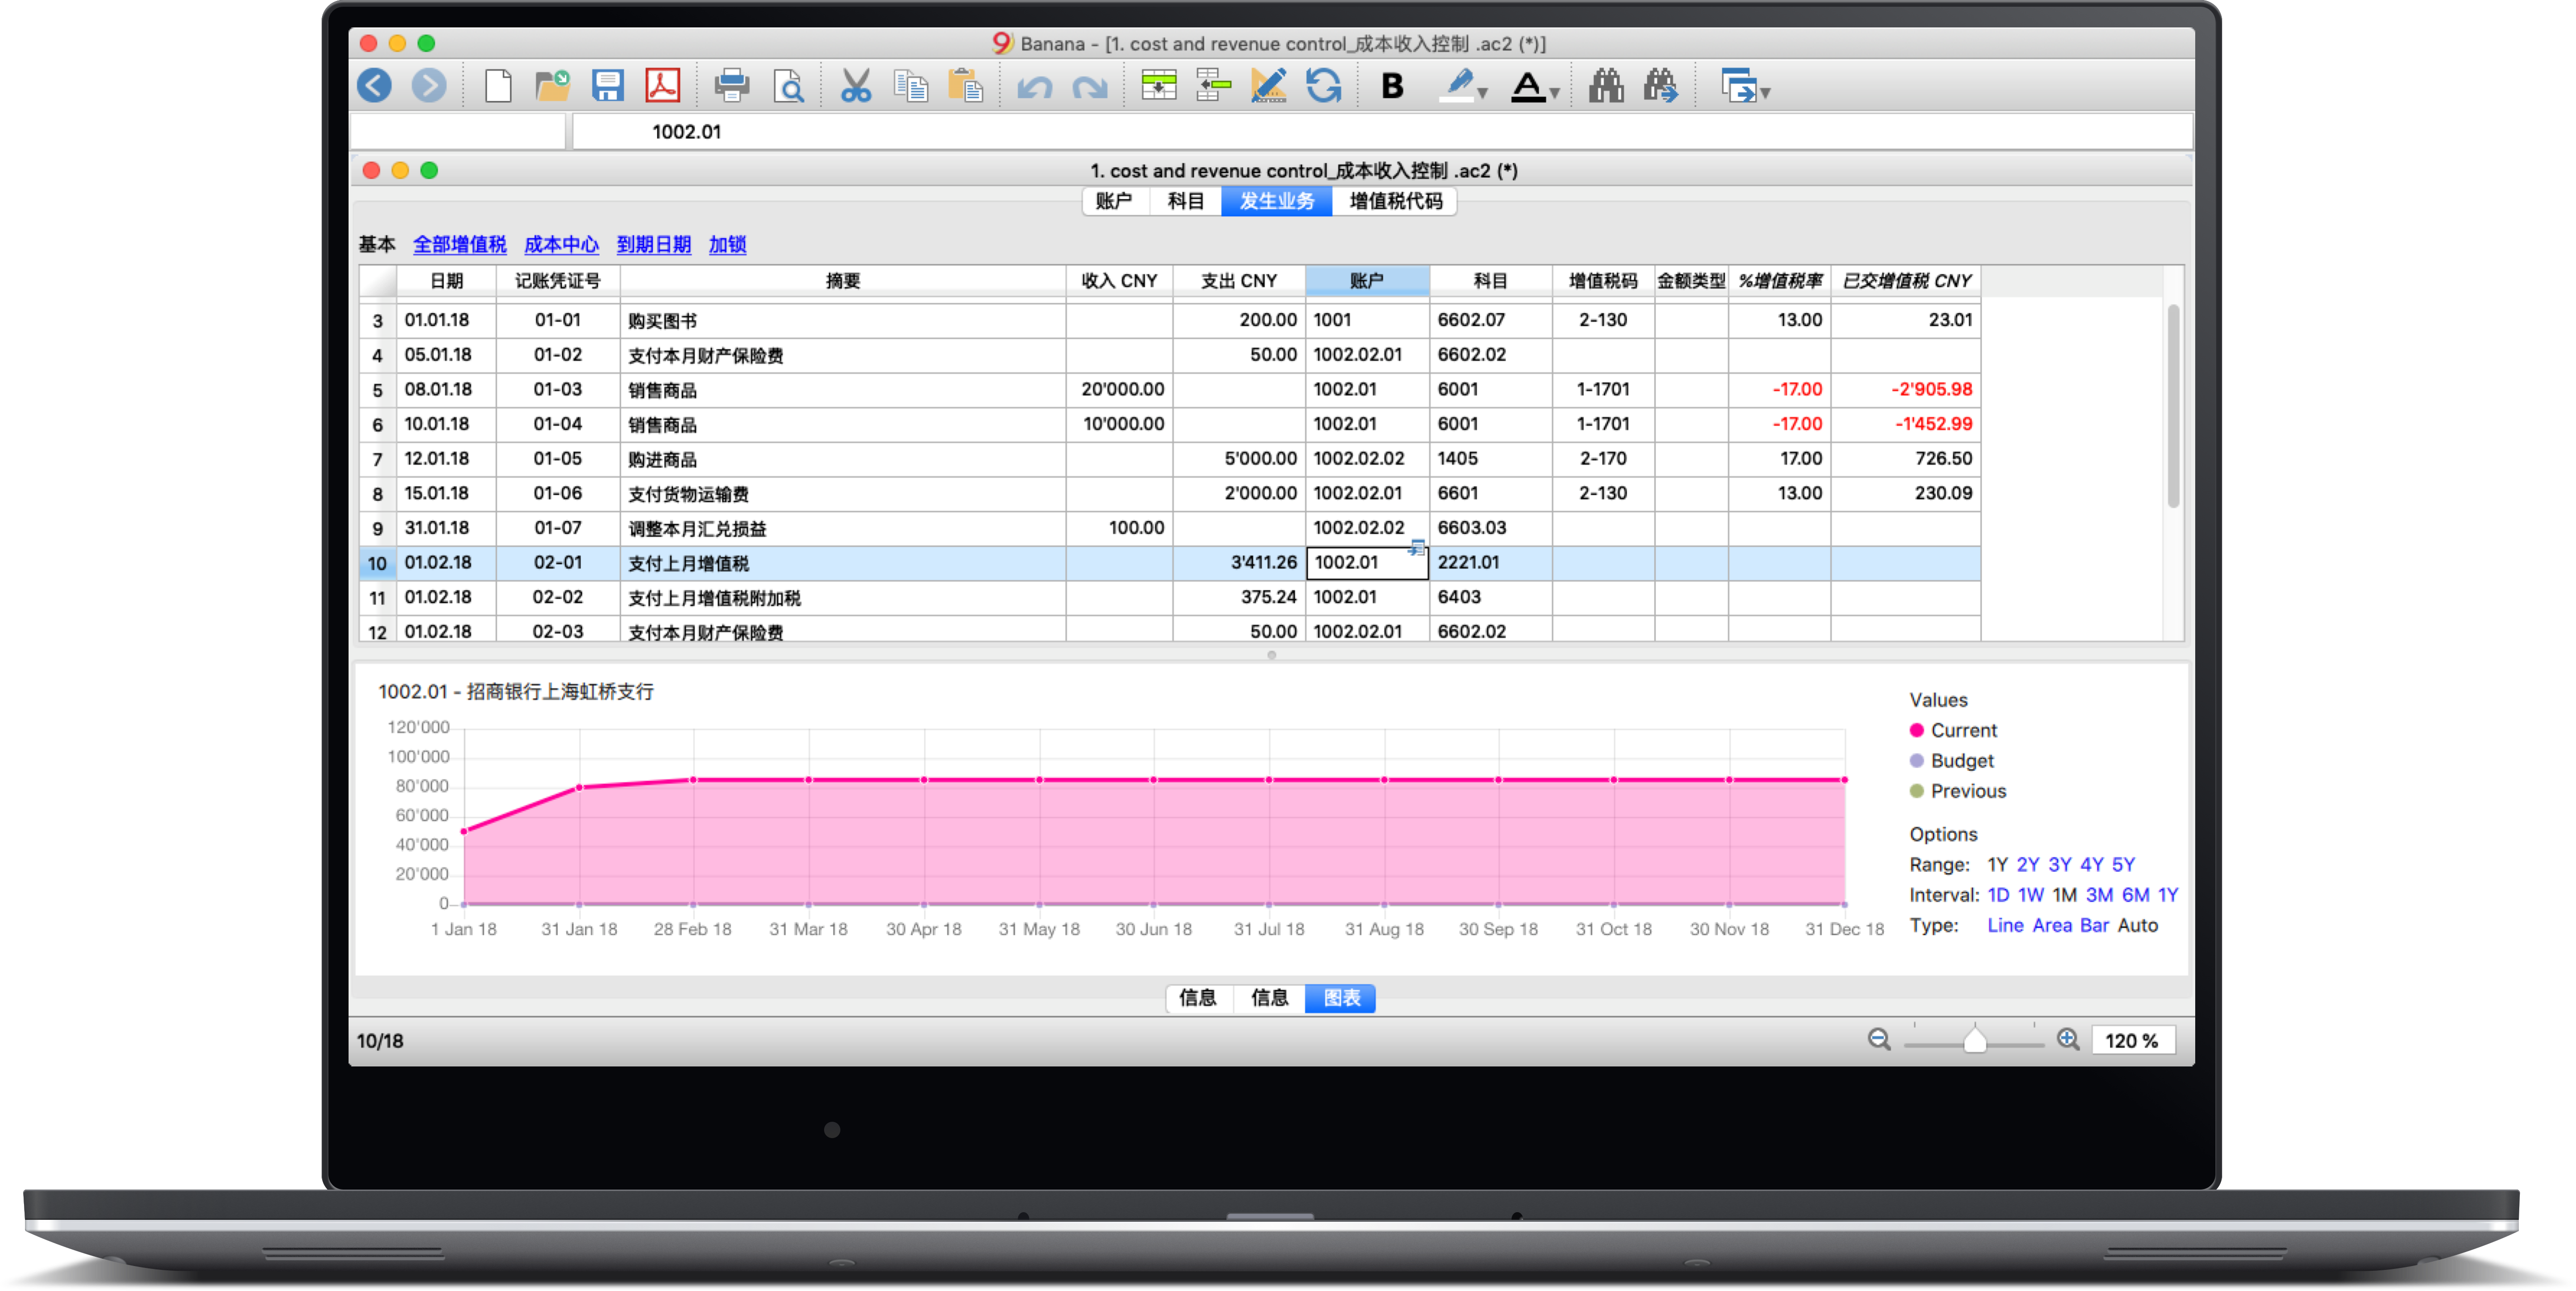 Banana - [1. cost and revenue control_成本收入控制 .ac2 (*)]
B A
1002.01
1. cost and revenue control_成本收入控制 .ac2 (*)
账户 科目 发生业务 增值税代码
基本 全部增值税 成本中心 到期日期 加锁
日期 记账凭证号 摘要 收入 CNY 支出 CNY 账户 科目 增值税码 金额类型 %增值税率 已交增值税 CNY
3 01.01.18 01-01 购买图书 200.00 1001 6602.07 2-130 13.00 23.01
4 05.01.18 01-02 支付本月财产保险费 50.00 1002.02.01 6602.02
5 08.01.18 01-03 销售商品 20'000.00 1002.01 6001 1-1701 -17.00 -2'905.98
6 10.01.18 01-04 销售商品 10'000.00 1002.01 6001 1-1701 -17.00 -1'452.99
7 12.01.18 01-05 购进商品 5'000.00 1002.02.02 1405 2-170 17.00 726.50
8 15.01.18 01-06 支付货物运输费 2'000.00 1002.02.01 6601 2-130 13.00 230.09
9 31.01.18 01-07 调整本月汇兑损益 100.00 1002.02.02 6603.03
10 01.02.18 02-01 支付上月增值税 3'411.26 1002.01 2221.01
11 01.02.18 02-02 支付上月增值税附加税 375.24 1002.01 6403
12 01.02.18 02-03 支付本月财产保险费 50.00 1002.02.01 6602.02
1002.01 - 招商银行上海虹桥支行
120'000
100'000
80'000
60'000
40'000
20'000
0
1 Jan 18 31 Jan 18 28 Feb 18 31 Mar 18 30 Apr 18 31 May 18 30 Jun 18 31 Jul 18 31 Aug 18 30 Sep 18 31 Oct 18 30 Nov 18 31 Dec 18
Values
Current
Budget
Previous
Options
Range: 1Y 2Y 3Y 4Y 5Y
Interval: 1D 1W 1M 3M 6M 1Y
Type: Line Area Bar Auto
信息 信息 图表
10/18
120 %